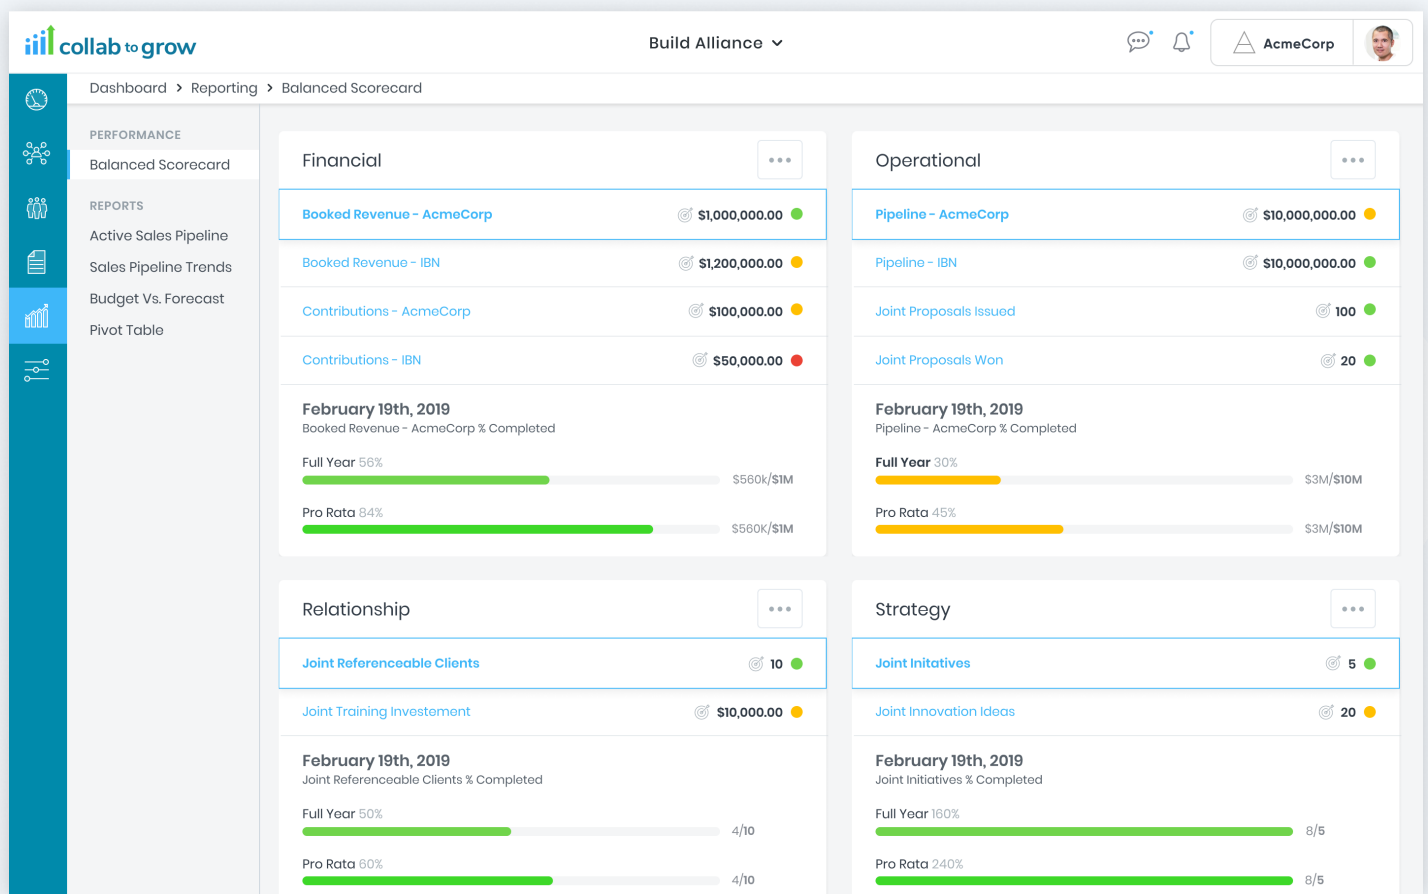 collab to grow
Build Alliance
AcmeCorp
Dashboard > Reporting > Balanced Scorecard
PERFORMANCE
Balanced Scorecard
REPORTS
Active Sales Pipeline
Sales Pipeline Trends
Budget Vs. Forecast
Pivot Table
Financial
Booked Revenue - AcmeCorp $1,000,000.00
Booked Revenue - IBN $1,200,000.00
Contributions - AcmeCorp $100,000.00
Contributions - IBN $50,000.00
February 19th, 2019
Booked Revenue - AcmeCorp % Completed
Full Year 56%
$560k/$1M
Pro Rata 84%
$560K/$1M
Operational
Pipeline - AcmeCorp $10,000,000.00
Pipeline - IBN $10,000,000.00
Joint Proposals Issued 100
Joint Proposals Won 20
February 19th, 2019
Pipeline - AcmeCorp % Completed
Full Year 30%
$3M/$10M
Pro Rata 45%
$3M/$10M
Relationship
Joint Referenceable Clients 10
Joint Training Investement $10,000.00
February 19th, 2019
Joint Referenceable Clients % Completed
Full Year 50%
4/10
Pro Rata 60%
4/10
Strategy
Joint Initatives 5
Joint Innovation Ideas 20
February 19th, 2019
Joint Initiatives % Completed
Full Year 160%
8/5
Pro Rata 240%
8/5